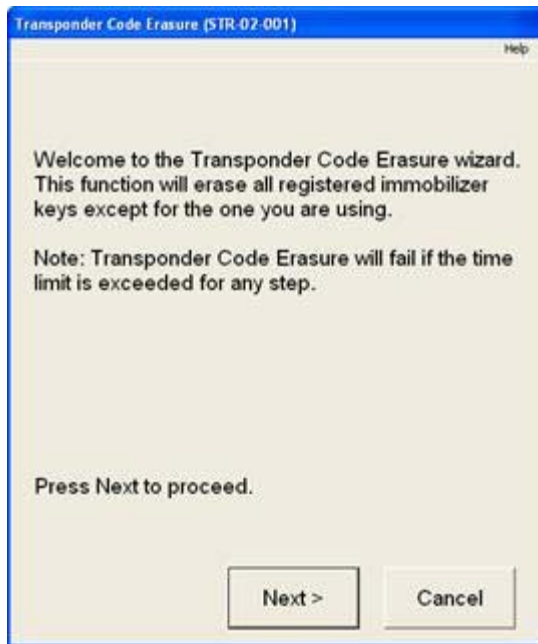 Transponder Code Erasure (STR-02-001)
Help
Welcome to the Transponder Code Erasure wizard.
This function will erase all registered immobilizer
keys except for the one you are using.
Note: Transponder Code Erasure will fail if the time
limit is exceeded for any step.
Press Next to proceed.
Next >
Cancel